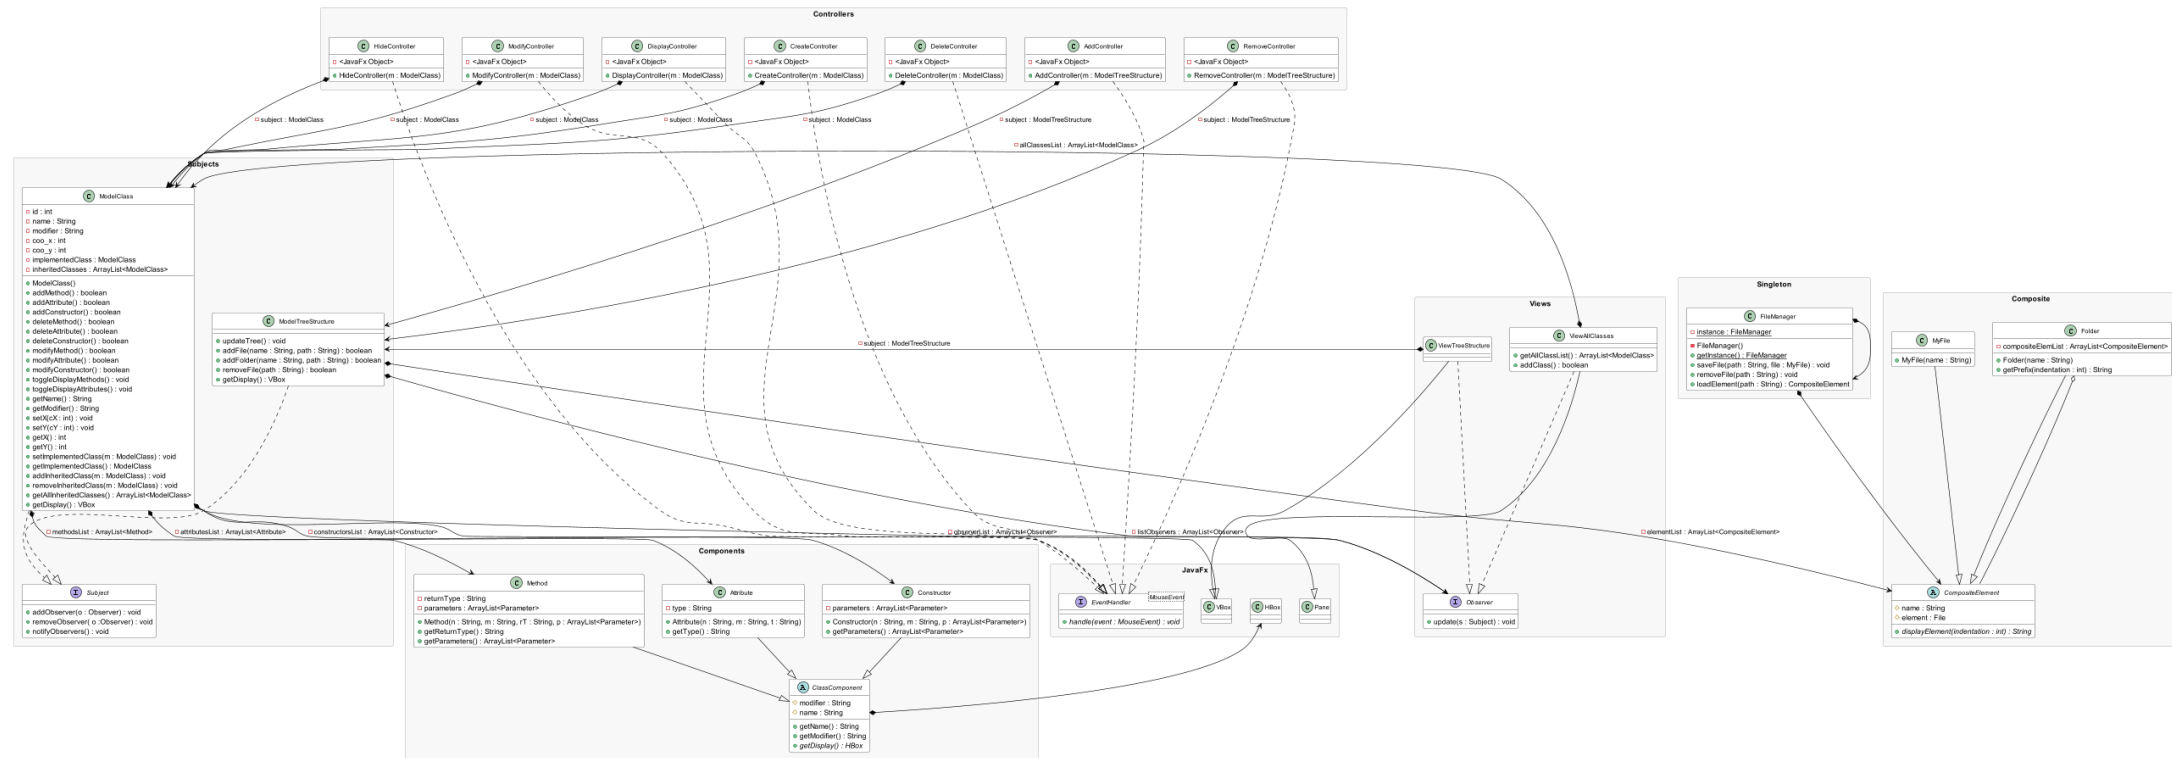 Controllers
C HideController
<JavaFx Object>
HideController(m : ModelClass)
C ModifyController
<JavaFx Object>
ModifyController(m : ModelClass)
C DisplayController
<JavaFx Object>
DisplayController(m : ModelClass)
C CreateController
<JavaFx Object>
CreateController(m : ModelClass)
C DeleteController
<JavaFx Object>
DeleteController(m : ModelClass)
C AddController
<JavaFx Object>
AddController(m : ModelTreeStructure)
C RemoveController
<JavaFx Object>
RemoveController(m : ModelTreeStructure)
subject : ModelClass
subject : ModelClass
subject : ModelClass
subject : ModelClass
subject : ModelClass
subject : ModelTreeStructure
subject : ModelTreeStructure
allClassesList : ArrayList<ModelClass>
Subjects
C ModelClass
id : int
name : String
modifier : String
coo_x : int
coo_y : int
implementedClass : ModelClass
inheritedClasses : ArrayList<ModelClass>
ModelClass()
addMethod() : boolean
addAttribute() : boolean
addConstructor() : boolean
deleteMethod() : boolean
deleteAttribute() : boolean
deleteConstructor() : boolean
modifyMethod() : boolean
modifyAttribute() : boolean
modifyConstructor() : boolean
toggleDisplayMethods() : void
toggleDisplayAttributes() : void
getName() : String
getModifier() : String
setX(cX : int) : void
setY(cY : int) : void
getX() : int
getY() : int
setImplementedClass(m : ModelClass) : void
getImplementedClass() : ModelClass
addInheritedClass(m : ModelClass) : void
removeInheritedClass(m : ModelClass) : void
getAllInheritedClasses() : ArrayList<ModelClass>
getDisplay() : VBox
C ModelTreeStructure
updateTree() : void
addFile(name : String, path : String) : boolean
addFolder(name : String, path : String) : boolean
removeFile(path : String) : boolean
getDisplay() : VBox
subject : ModelTreeStructure
Views
C ViewTreeStructure
C ViewAllClasses
getAllClassList() : ArrayList<ModelClass>
addClass() : boolean
Singleton
C FileManager
instance : FileManager
FileManager()
getInstance() : FileManager
saveFile(path : String, file : MyFile) : void
removeFile(path : String) : void
loadElement(path : String) : CompositeElement
Composite
C MyFile
MyFile(name : String)
C Folder
compositeElemList : ArrayList<CompositeElement>
Folder(name : String)
getPrefix(indentation : int) : String
methodsList : ArrayList<Method>
attributesList : ArrayList<Attribute>
constructorsList : ArrayList<Constructor>
observerList : ArrayList<Observer>
listObservers : ArrayList<Observer>
elementList : ArrayList<CompositeElement>
I Subject
addObserver(o : Observer) : void
removeObserver( o :Observer) : void
notifyObservers() : void
Components
C Method
returnType : String
parameters : ArrayList<Parameter>
Method(n : String, m : String, rT : String, p : ArrayList<Parameter>)
getReturnType() : String
getParameters() : ArrayList<Parameter>
C Attribute
type : String
Attribute(n : String, m : String, t : String)
getType() : String
C Constructor
parameters : ArrayList<Parameter>
Constructor(n : String, m : String, p : ArrayList<Parameter>)
getParameters() : ArrayList<Parameter>
A ClassComponent
modifier : String
name : String
getName() : String
getModifier() : String
getDisplay() : HBox
JavaFx
I EventHandler
MouseEvent
handle(event : MouseEvent) : void
C VBox
C HBox
C Pane
I Observer
update(s : Subject) : void
A CompositeElement
name : String
element : File
displayElement(indentation : int) : String